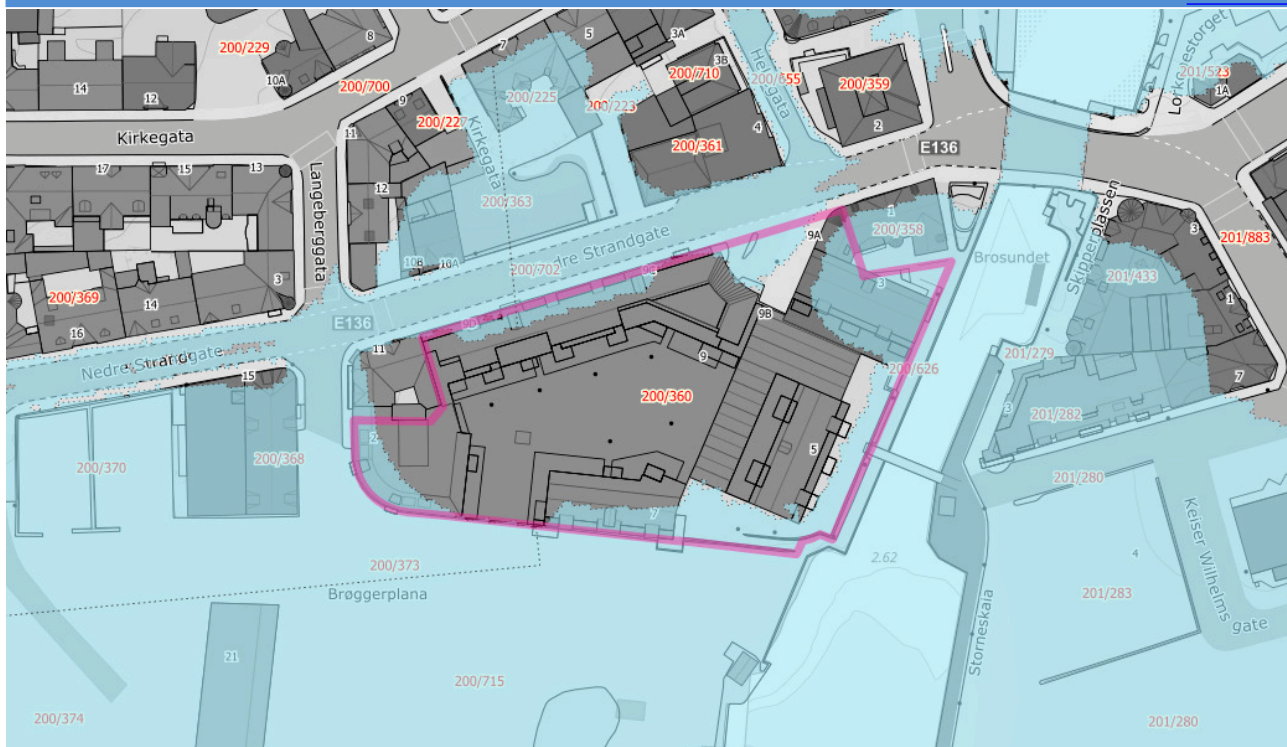 200/229
8
7
5
3A
3B
200/710
Hellegata
200/655
200/359
201/523
Lorkenestorget
1A
14
12
10A
200/700
9
200/227
200/225
200/223
Kirkegata
Kirkegata
11
4
2
200/361
E136
17
15
13
12
Langeberggata
200/363
Skipperplassen
3
201/883
1
200/358
9A
Brosundet
201/433
10B
10A
200/702
Nedre Strandgate
9E
3
3
200/369
14
16
E136
9D
9B
1
Nedre Strandgate
11
15
9
200/626
201/279
7
200/360
3
201/282
2
5
200/370
200/368
201/280
7
Keiser Wilhelms gate
200/373
2.62
4
Brøggerplana
201/283
Storneskaia
21
200/715
200/374
201/280